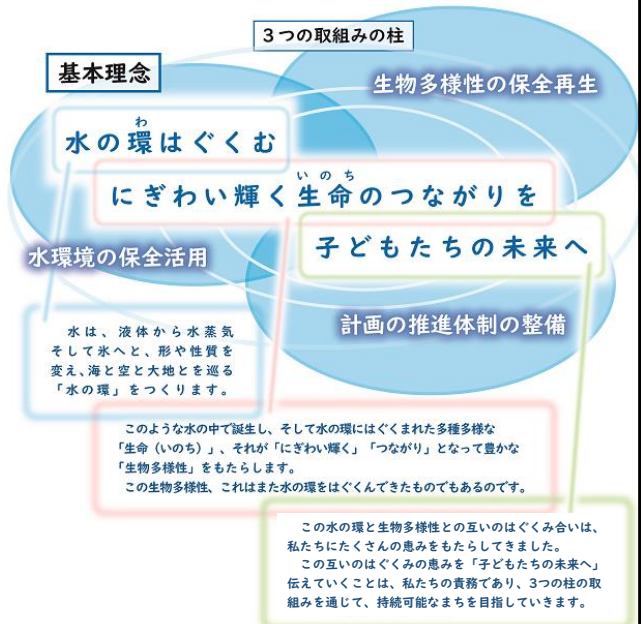 3つの取組みの柱
基本理念
生物多様性の保全再生
わ
水の環はぐくむ
いのち
にぎわい輝く生命のつながりを
子どもたちの未来へ
水環境の保全活用
計画の推進体制の整備
水は、液体から水蒸気
そして氷へと、形や性質を
変え、海と空と大地とを巡る
「水の環」をつくります。
このような水の中で誕生し、そして水の環にはぐくまれた多種多様な
「生命（いのち）」、それが「にぎわい輝く」「つながり」となって豊かな
「生物多様性」をもたらします。
この生物多様性、これはまた水の環をはぐくんできたものでもあるのです。
この水の環と生物多様性との互いのはぐくみ合いは、
私たちにたくさんの恵みをもたらしてきました。
この互いのはぐくみの恵みを「子どもたちの未来へ」
伝えていくことは、私たちの責務であり、3つの柱の取
組みを通じて、持続可能なまちを目指していきます。